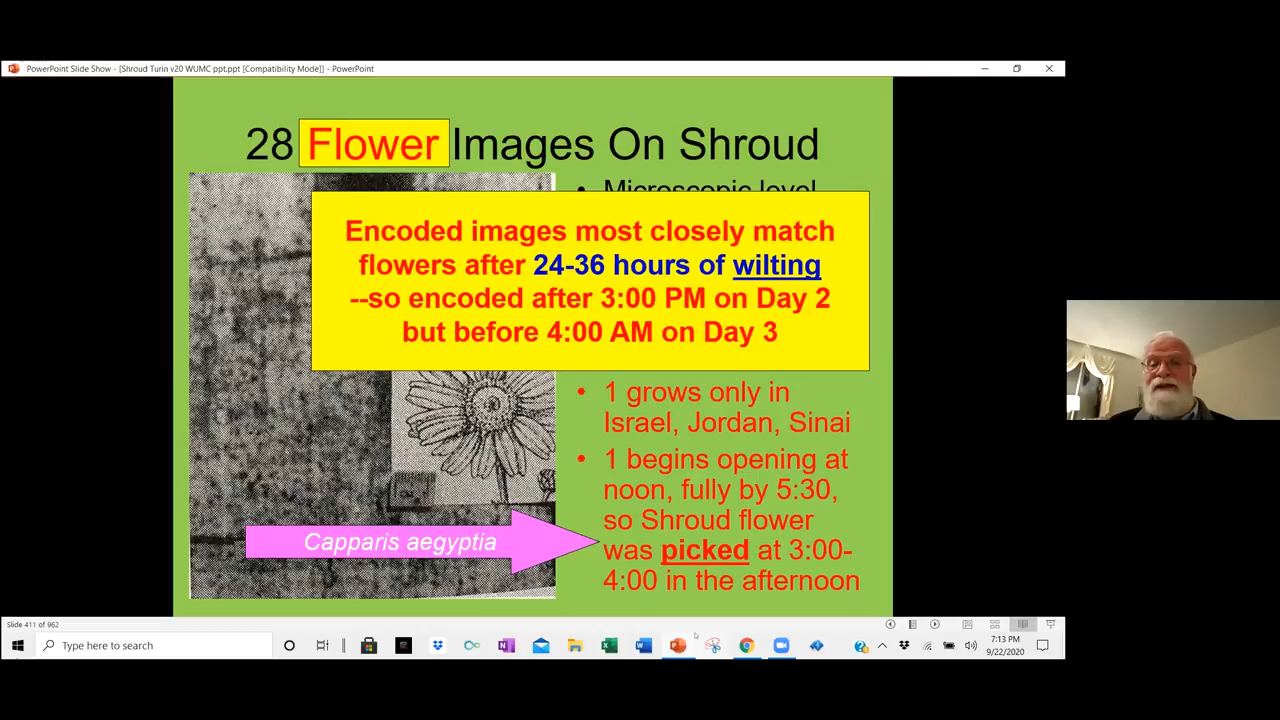 PowerPoint Slide Show - [Shroud Turin v20 WUMC ppt.ppt [Compatibility Mode]] - PowerPoint
28 Flower Images On Shroud
• Microscopic level
Encoded images most closely match
flowers after 24-36 hours of wilting
--so encoded after 3:00 PM on Day 2
but before 4:00 AM on Day 3
• 1 grows only in
Israel, Jordan, Sinai
• 1 begins opening at
noon, fully by 5:30,
so Shroud flower
was picked at 3:00-
4:00 in the afternoon
Capparis aegyptia
Slide 411 of 962
Type here to search
7:13 PM
9/22/2020